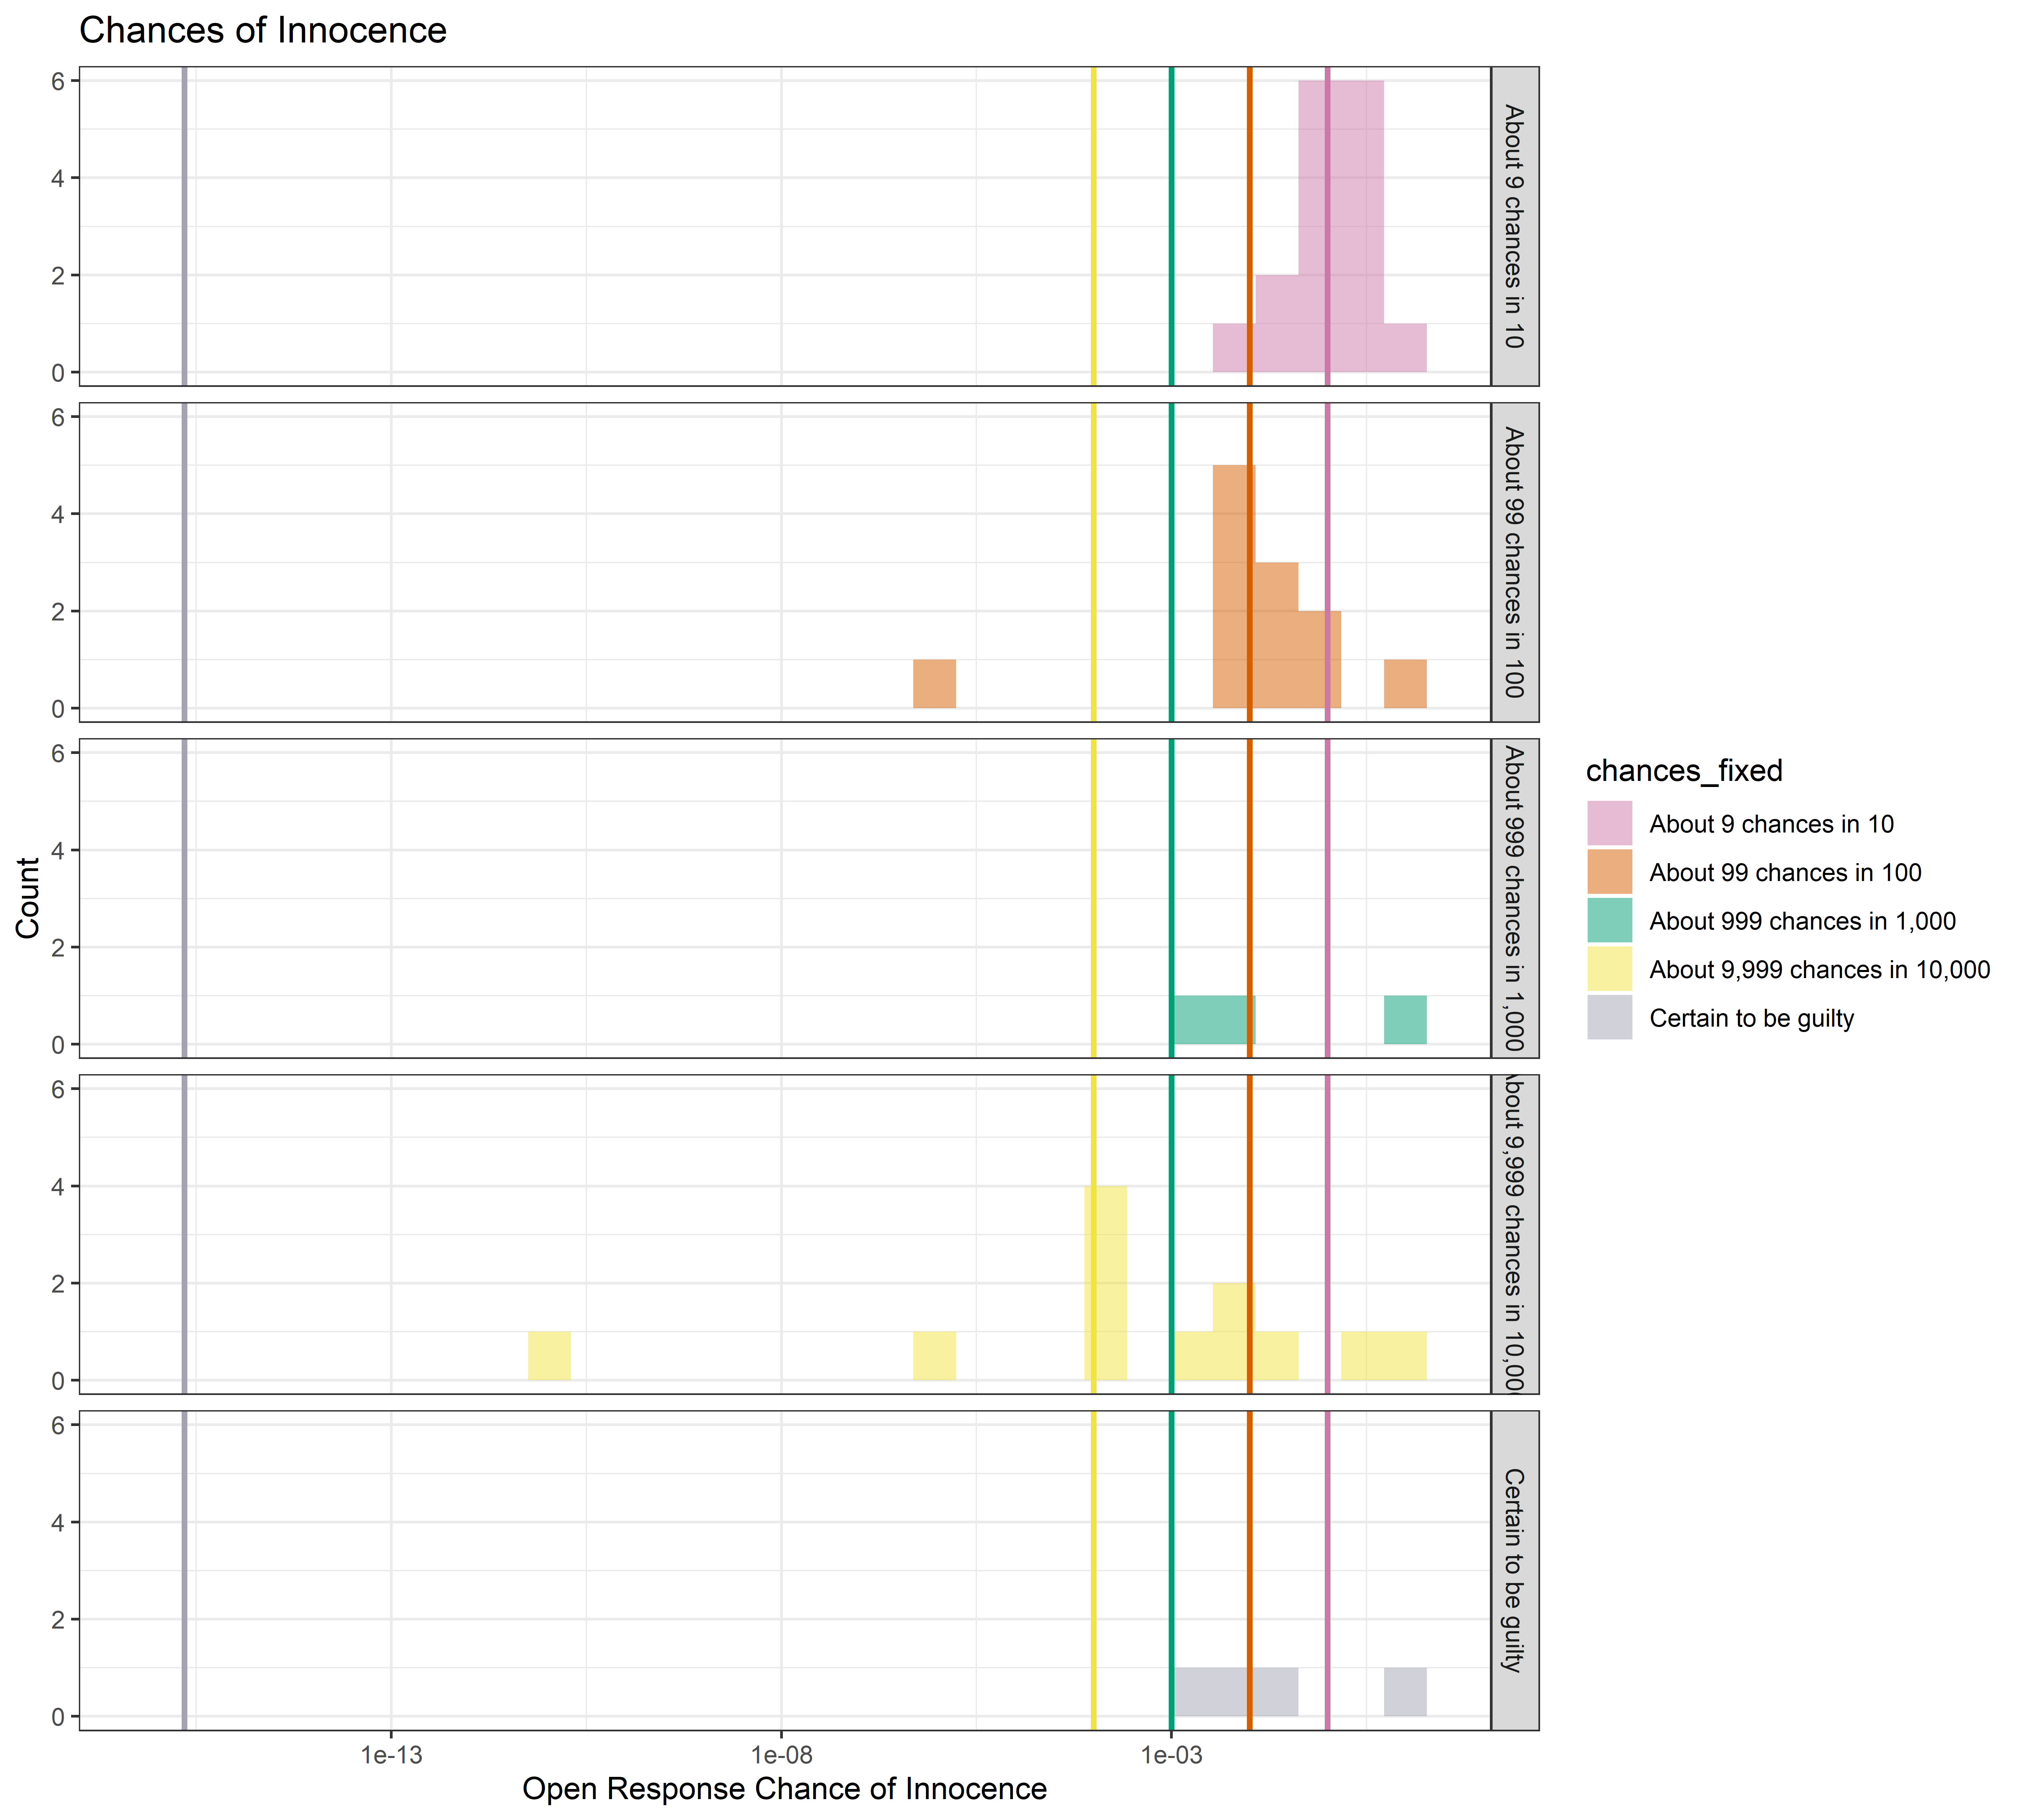 Chances of Innocence
6
4
2
0
About 9 chances in 10
6
4
2
0
About 99 chances in 100
6
4
2
0
About 999 chances in 1,000
6
4
2
0
About 9,999 chances in 10,000
6
4
2
0
Certain to be guilty
Count
1e-13
1e-08
1e-03
Open Response Chance of Innocence
chances_fixed
About 9 chances in 10
About 99 chances in 100
About 999 chances in 1,000
About 9,999 chances in 10,000
Certain to be guilty